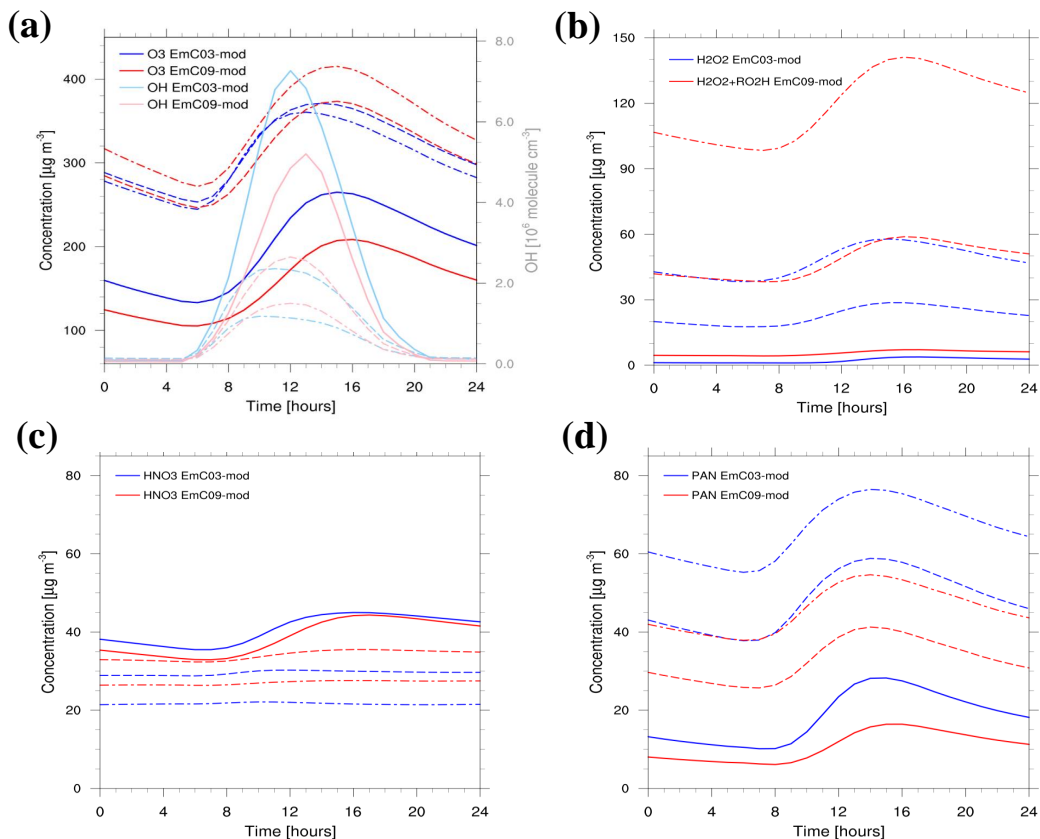 (a)
O3 EmC03-mod
O3 EmC09-mod
OH EmC03-mod
OH EmC09-mod
400
300
200
100
Concentration [µg m-3]
8.0
6.0
4.0
2.0
0.0
OH [10^6 molecule cm-3]
0 4 8 12 16 20 24
Time [hours]
(b)
H2O2 EmC03-mod
H2O2+RO2H EmC09-mod
150
120
90
60
30
0
Concentration [µg m-3]
0 4 8 12 16 20 24
Time [hours]
(c)
HNO3 EmC03-mod
HNO3 EmC09-mod
80
60
40
20
0
Concentration [µg m-3]
0 4 8 12 16 20 24
Time [hours]
(d)
PAN EmC03-mod
PAN EmC09-mod
80
60
40
20
0
Concentration [µg m-3]
0 4 8 12 16 20 24
Time [hours]